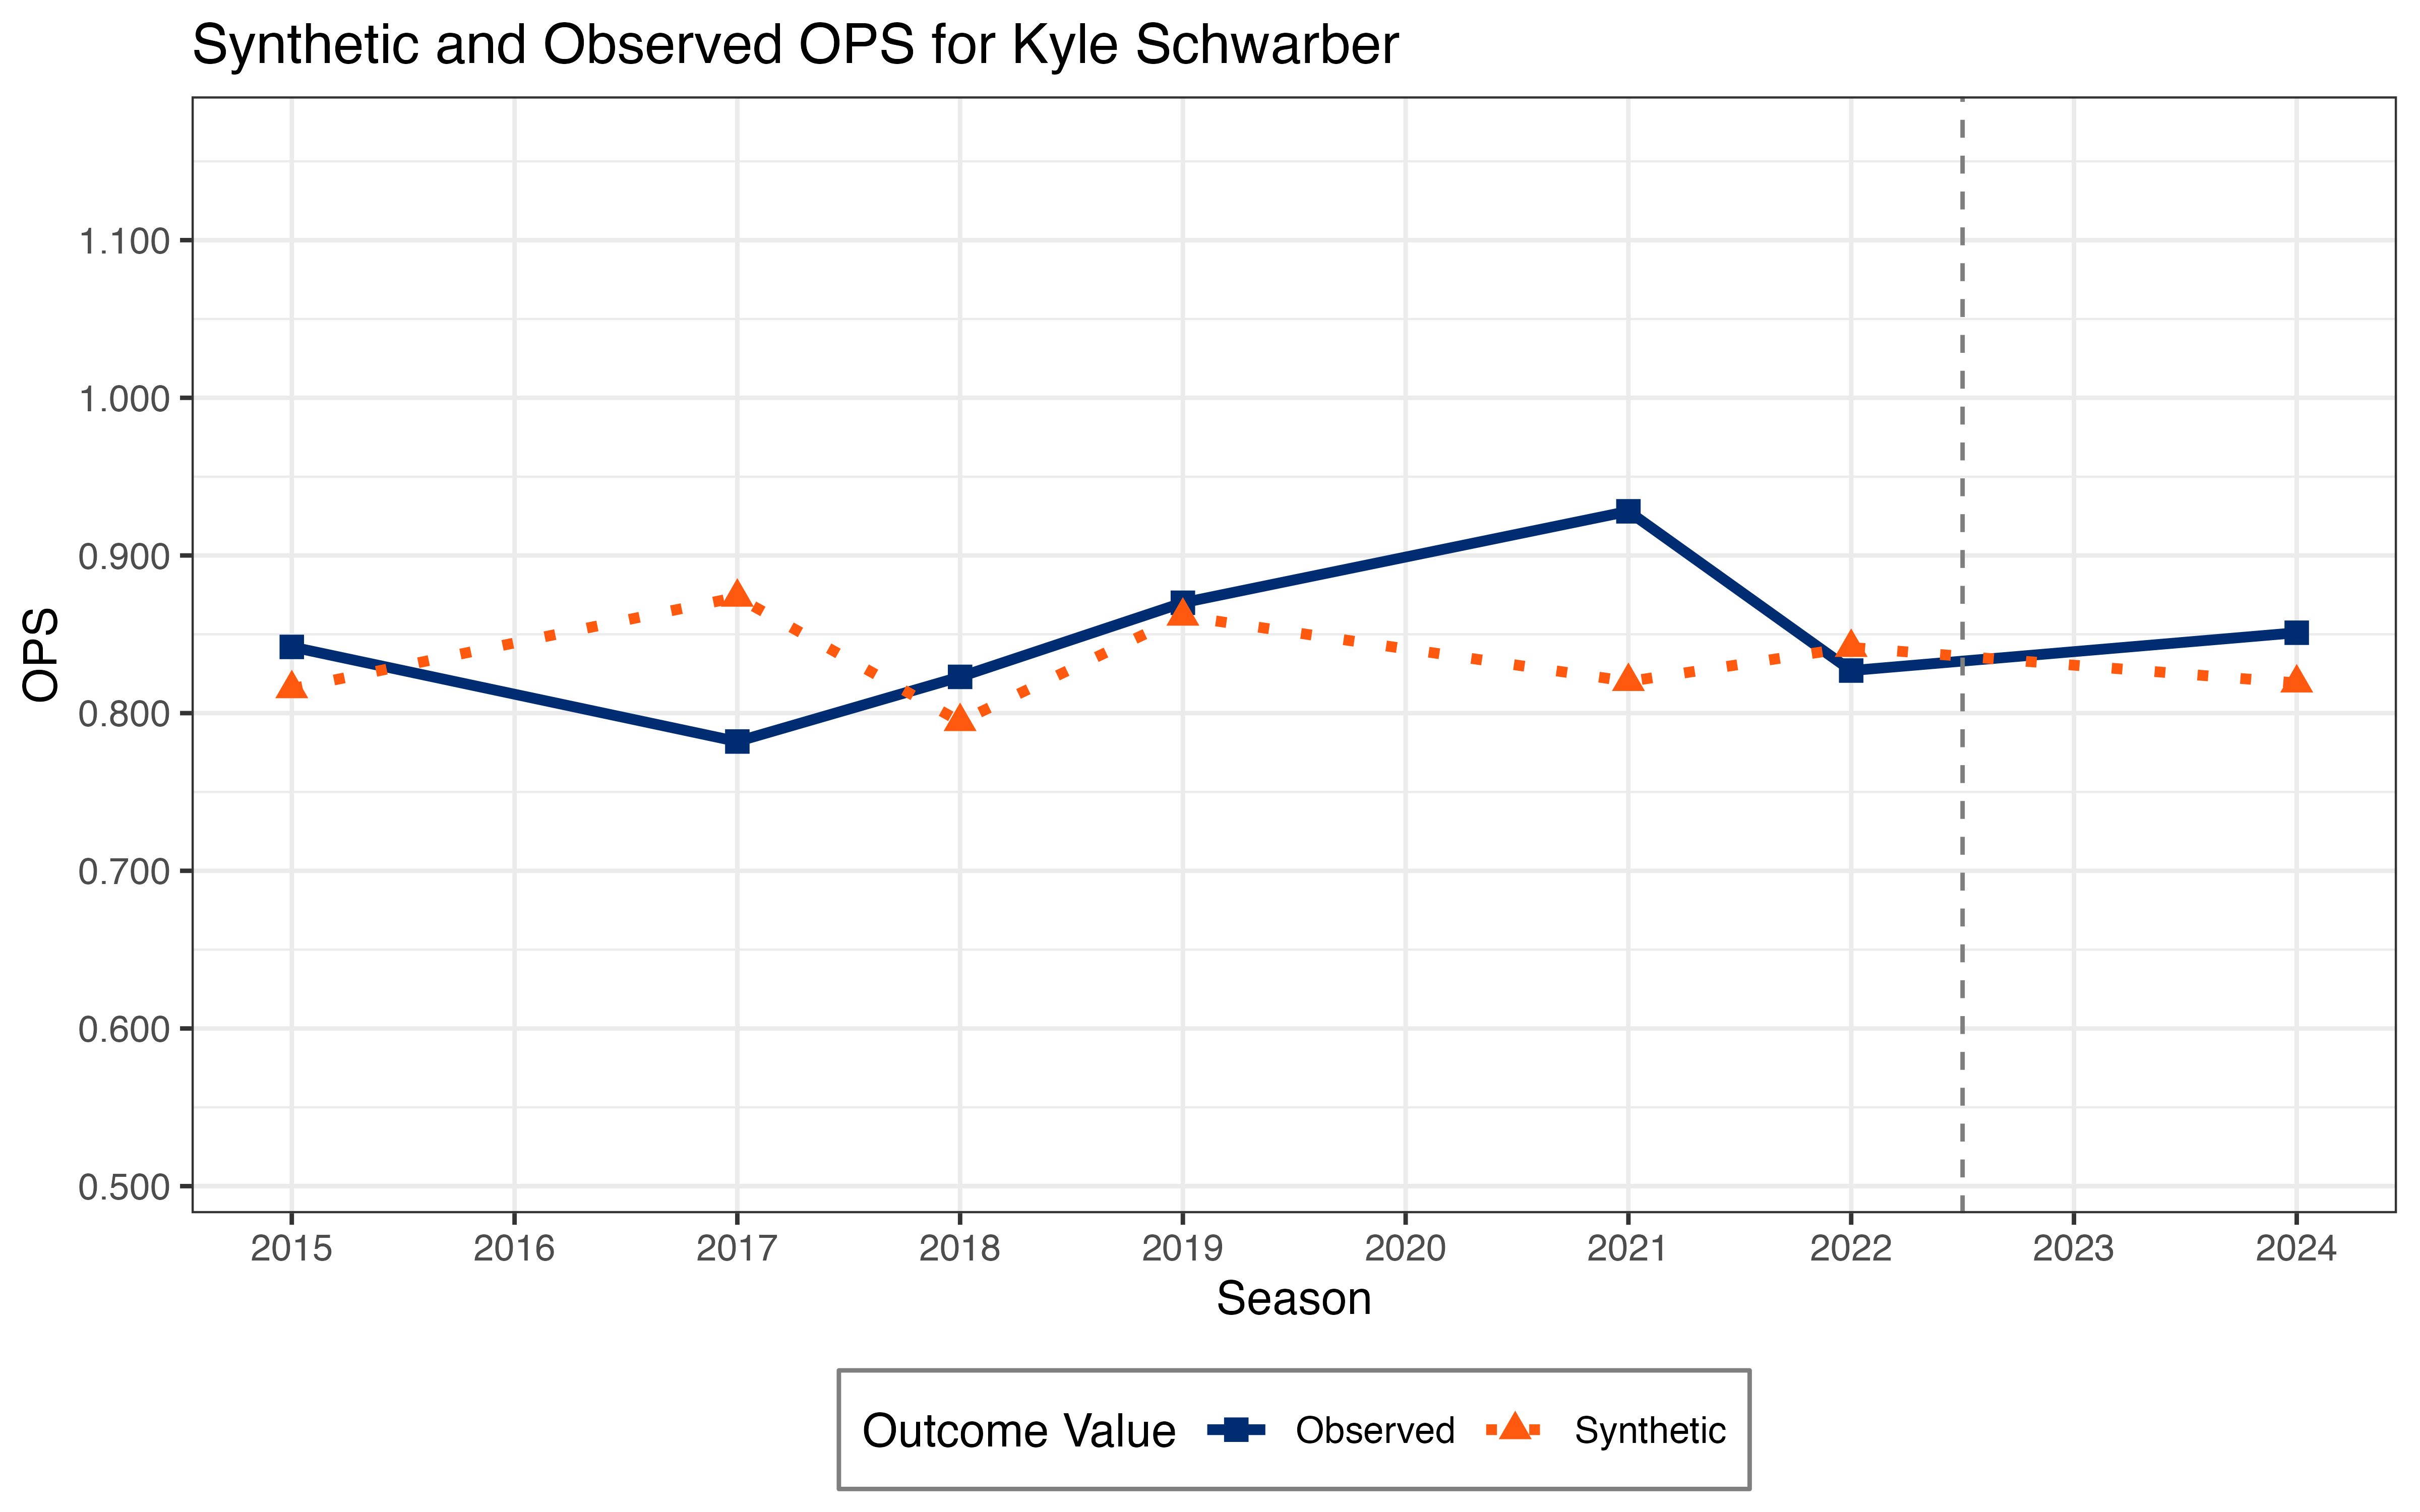 Synthetic and Observed OPS for Kyle Schwarber
OPS
1.100
1.000
0.900
0.800
0.700
0.600
0.500
2015 2016 2017 2018 2019 2020 2021 2022 2023 2024
Season
Outcome Value Observed Synthetic